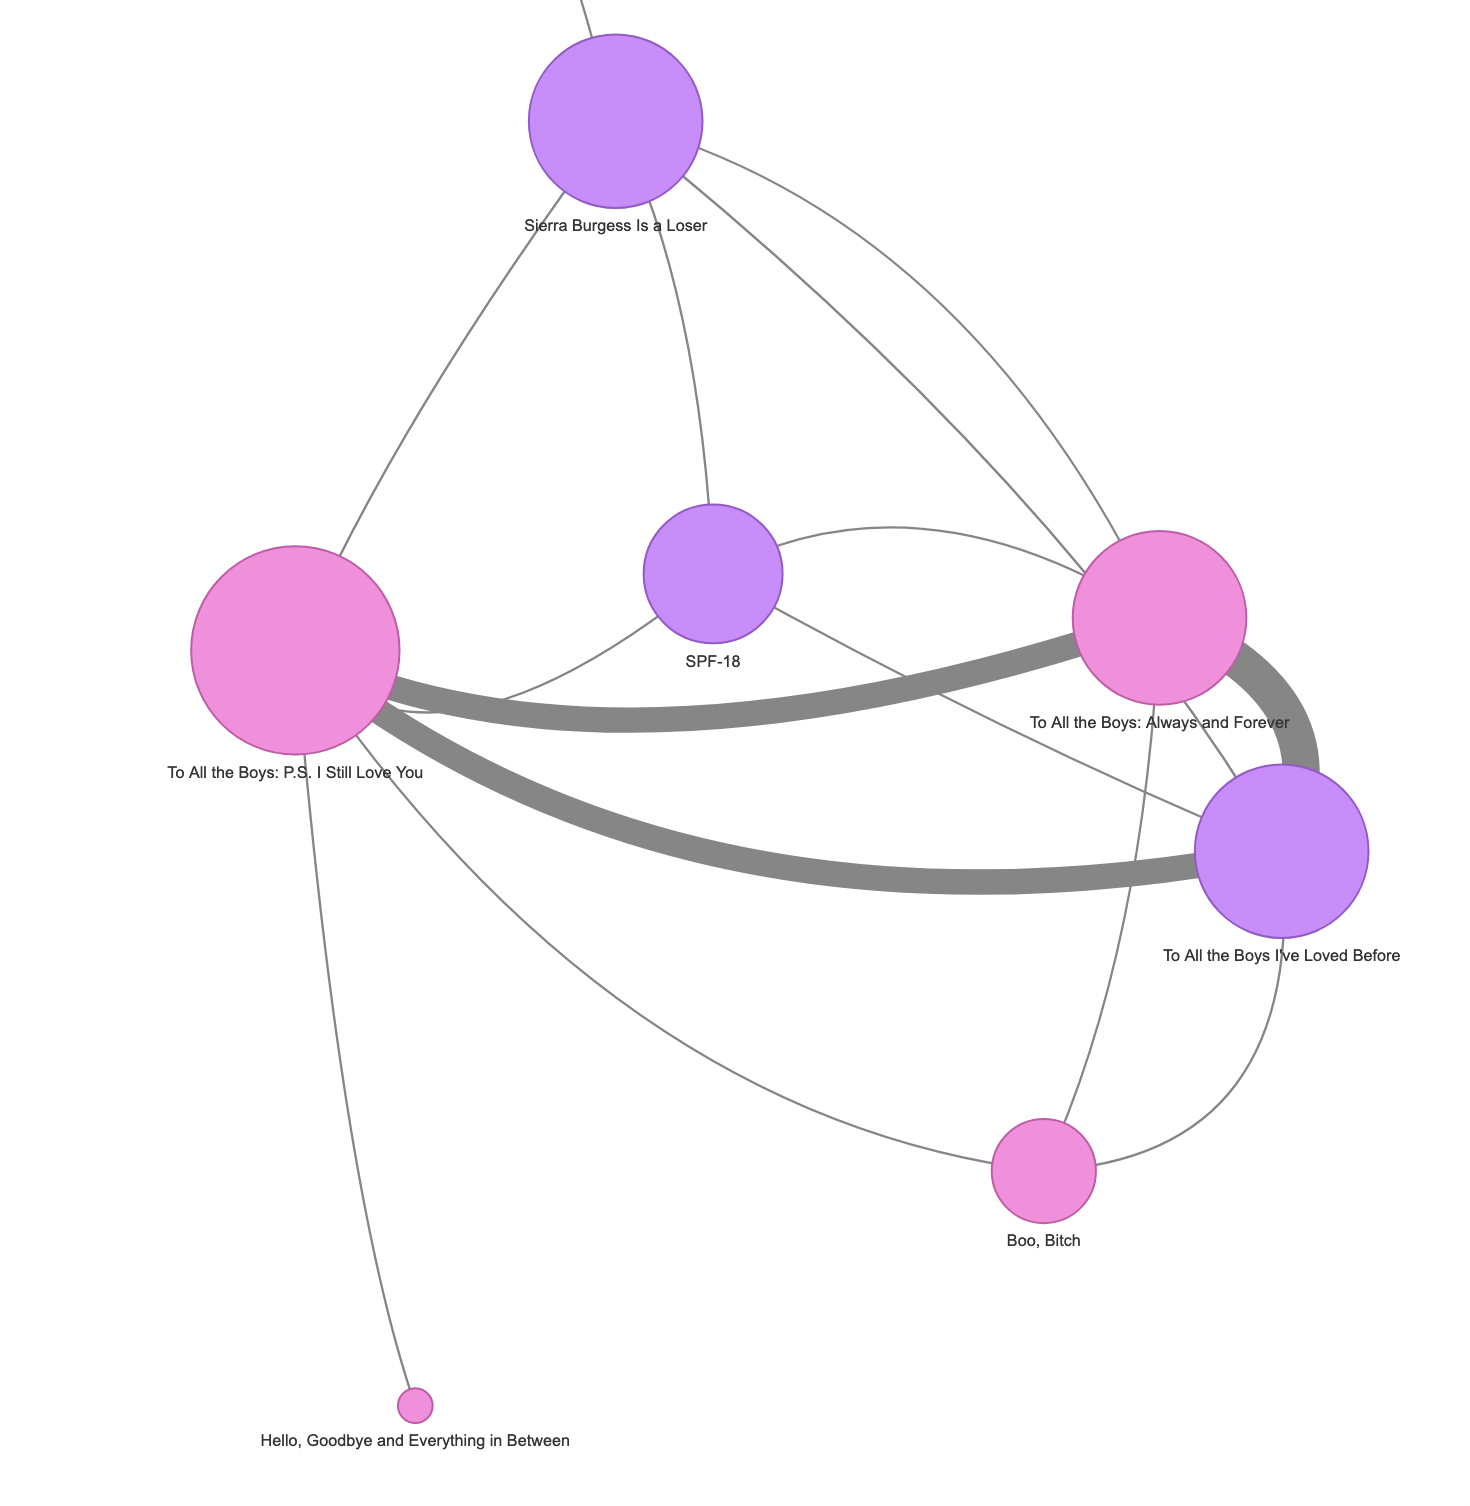 Sierra Burgess Is a Loser
SPF-18
To All the Boys: Always and Forever
To All the Boys: P.S. I Still Love You
To All the Boys I've Loved Before
Boo, Bitch
Hello, Goodbye and Everything in Between